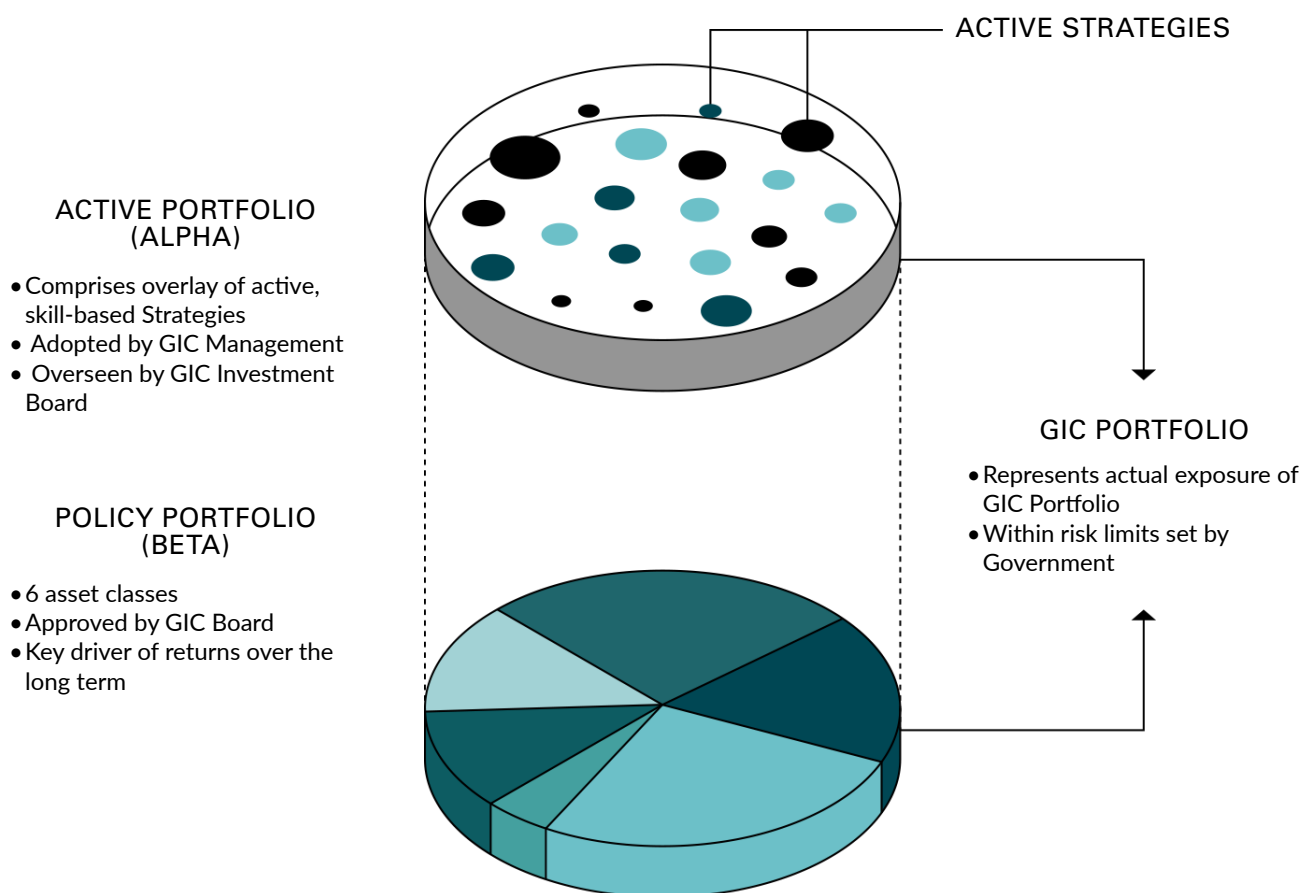 ACTIVE STRATEGIES
ACTIVE PORTFOLIO
(ALPHA)
• Comprises overlay of active,
skill-based Strategies
• Adopted by GIC Management
• Overseen by GIC Investment
Board
POLICY PORTFOLIO
(BETA)
• 6 asset classes
• Approved by GIC Board
• Key driver of returns over the
long term
GIC PORTFOLIO
• Represents actual exposure of
GIC Portfolio
• Within risk limits set by
Government